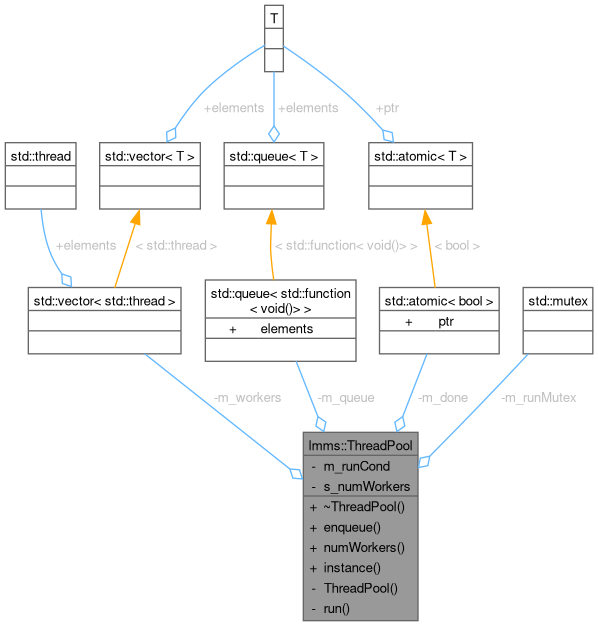 T
+elements
+elements
+ptr
std::thread
std::vector< T >
std::queue< T >
std::atomic< T >
+elements
< std::thread >
< std::function< void()> >
< bool >
std::vector< std::thread >
std::queue< std::function
< void()> >
+ elements
std::atomic< bool >
+ ptr
std::mutex
-m_workers
-m_queue
-m_done
-m_runMutex
lmms::ThreadPool
- m_runCond
- s_numWorkers
+ ~ThreadPool()
+ enqueue()
+ numWorkers()
+ instance()
- ThreadPool()
- run()